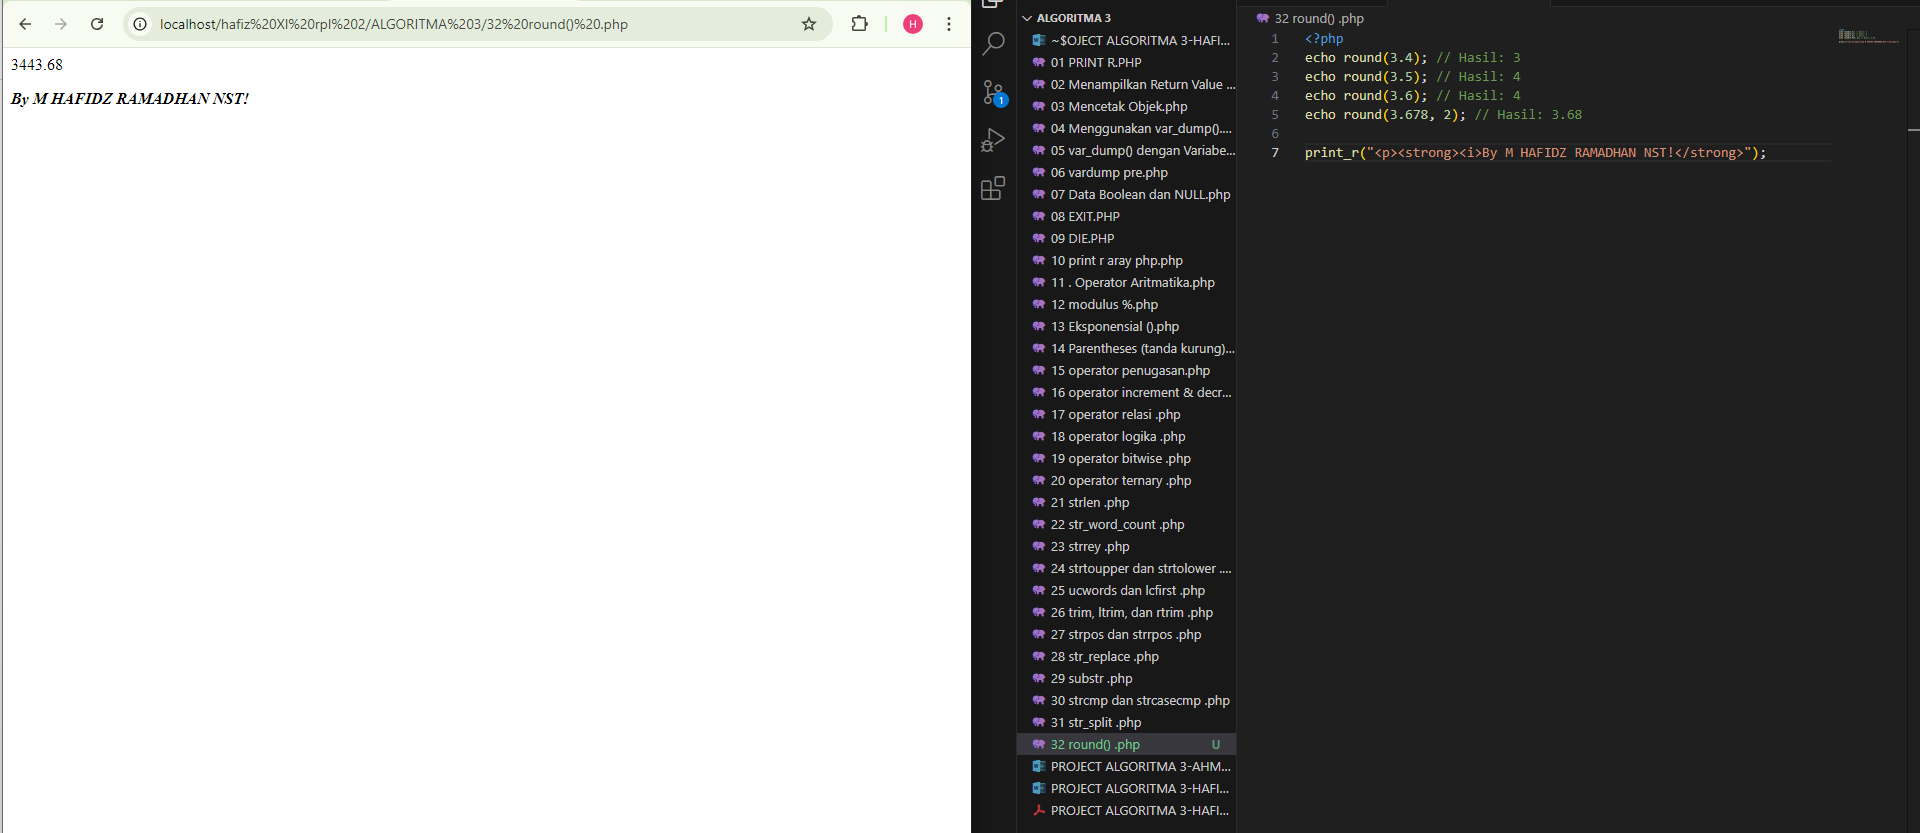 localhost/hafiz%20XI%20rpl%202/ALGORITMA%203/32%20round()%20.php
H
3443.68
By M HAFIDZ RAMADHAN NST!
1
ALGORITMA 3
~$OJECT ALGORITMA 3-HAFI...
01 PRINT R.PHP
02 Menampilkan Return Value ...
03 Mencetak Objek.php
04 Menggunakan var_dump()....
05 var_dump() dengan Variabe...
06 vardump pre.php
07 Data Boolean dan NULL.php
08 EXIT.PHP
09 DIE.PHP
10 print r aray php.php
11 . Operator Aritmatika.php
12 modulus %.php
13 Eksponensial ().php
14 Parentheses (tanda kurung)...
15 operator penugasan.php
16 operator increment & decr...
17 operator relasi .php
18 operator logika .php
19 operator bitwise .php
20 operator ternary .php
21 strlen .php
22 str_word_count .php
23 strrey .php
24 strtoupper dan strtolower ....
25 ucwords dan lcfirst .php
26 trim, ltrim, dan rtrim .php
27 strpos dan strrpos .php
28 str_replace .php
29 substr .php
30 strcmp dan strcasecmp .php
31 str_split .php
32 round() .php U
PROJECT ALGORITMA 3-AHM...
PROJECT ALGORITMA 3-HAFI...
PROJECT ALGORITMA 3-HAFI...
32 round() .php
1 <?php
2 echo round(3.4); // Hasil: 3
3 echo round(3.5); // Hasil: 4
4 echo round(3.6); // Hasil: 4
5 echo round(3.678, 2); // Hasil: 3.68
6
7 print_r("<p><strong><i>By M HAFIDZ RAMADHAN NST!</strong>");